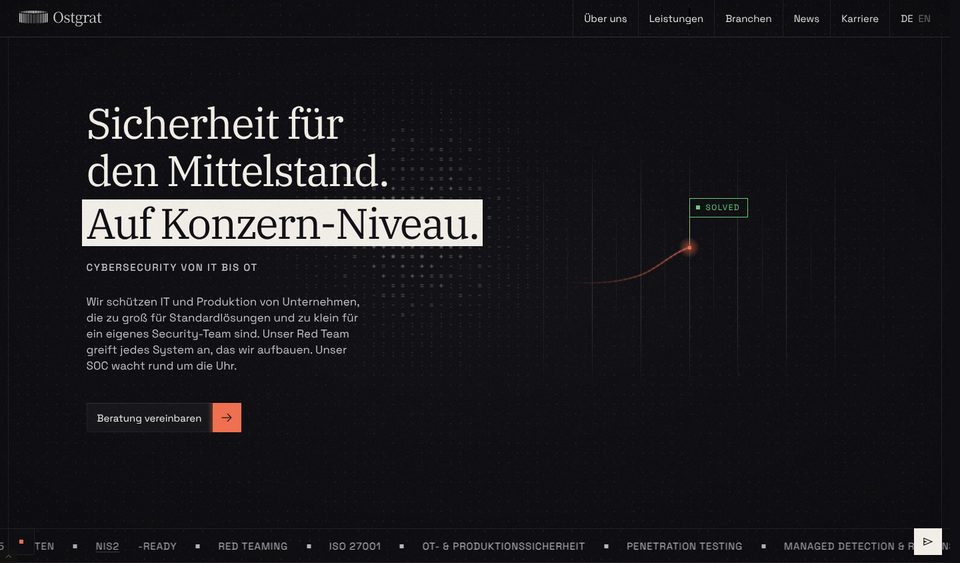 Ostgrat
Über uns
Leistungen
Branchen
News
Karriere
DE EN
Sicherheit für
den Mittelstand.
Auf Konzern-Niveau.
SOLVED
CYBERSECURITY VON IT BIS OT
Wir schützen IT und Produktion von Unternehmen,
die zu groß für Standardlösungen und zu klein für
ein eigenes Security-Team sind. Unser Red Team
greift jedes System an, das wir aufbauen. Unser
SOC wacht rund um die Uhr.
Beratung vereinbaren
TEN ▪ NIS2 -READY ▪ RED TEAMING ▪ ISO 27001 ▪ OT- & PRODUKTIONSSICHERHEIT ▪ PENETRATION TESTING ▪ MANAGED DETECTION &